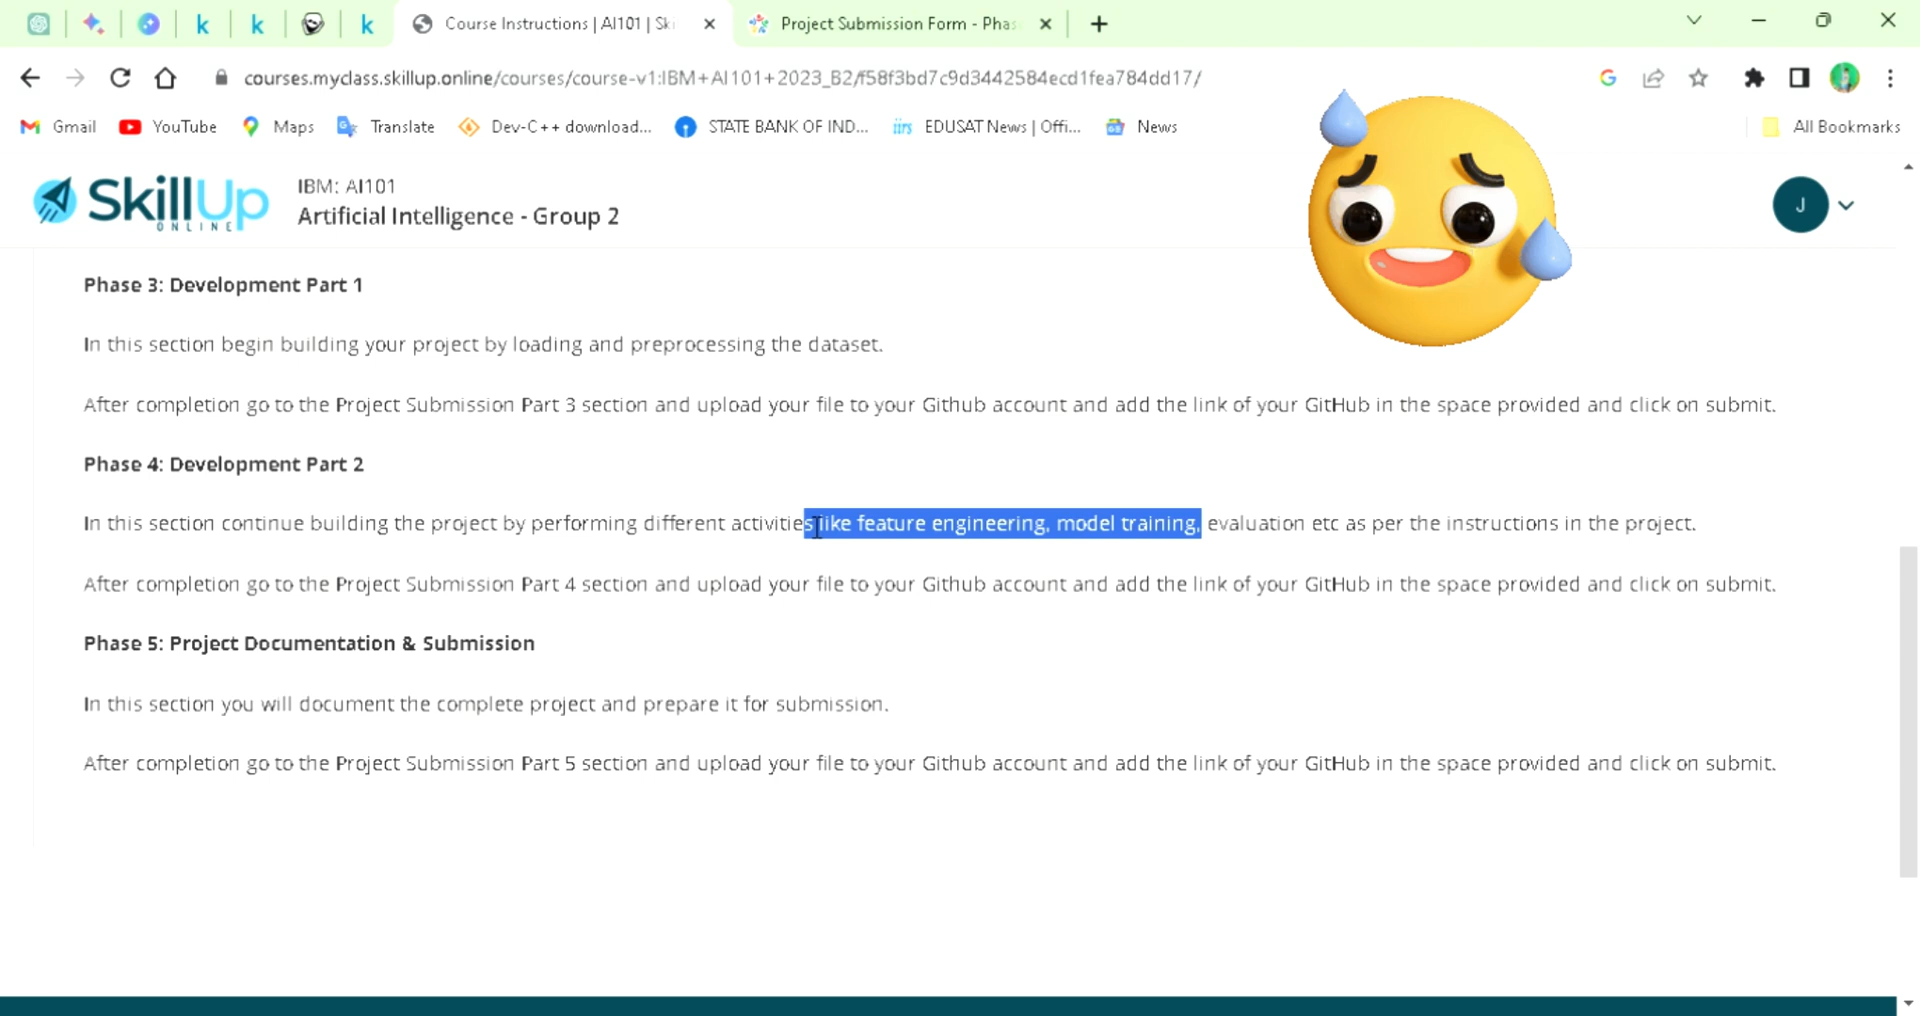 Course Instructions | AI101 | Ski
Project Submission Form - Phas
courses.myclass.skillup.online/courses/course-v1:IBM+AI101+2023_B2/f58f3bd7c9d3442584ecd1fea784dd17/
Gmail
YouTube
Maps
Translate
Dev-C++ download...
STATE BANK OF IND...
iirs
EDUSAT News | Offi...
News
All Bookmarks
SkillUp
ONLINE
IBM: AI101
Artificial Intelligence - Group 2
J
Phase 3: Development Part 1
In this section begin building your project by loading and preprocessing the dataset.
After completion go to the Project Submission Part 3 section and upload your file to your Github account and add the link of your GitHub in the space provided and click on submit.
Phase 4: Development Part 2
In this section continue building the project by performing different activities like feature engineering, model training, evaluation etc as per the instructions in the project.
After completion go to the Project Submission Part 4 section and upload your file to your Github account and add the link of your GitHub in the space provided and click on submit.
Phase 5: Project Documentation & Submission
In this section you will document the complete project and prepare it for submission.
After completion go to the Project Submission Part 5 section and upload your file to your Github account and add the link of your GitHub in the space provided and click on submit.